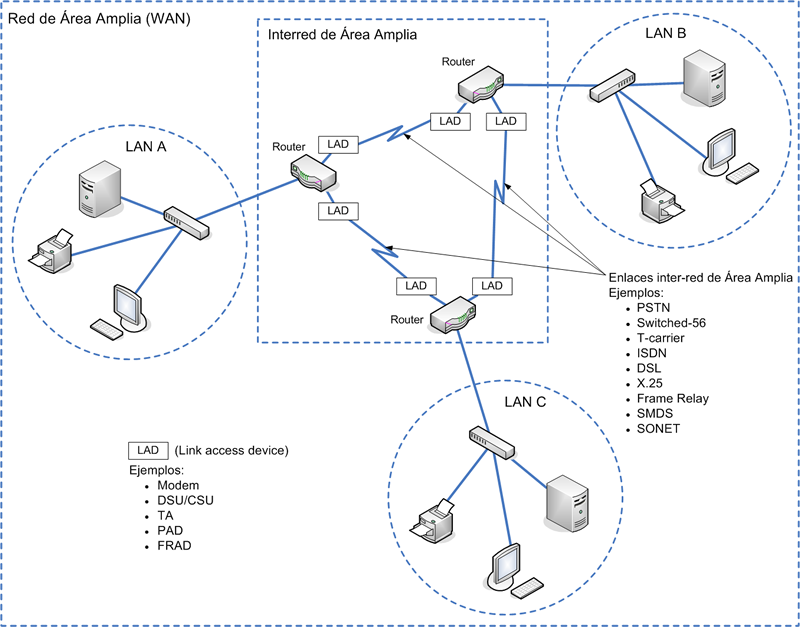 Red de Área Amplia (WAN)
Interred de Área Amplia
LAN B
Router
LAD
LAD
LAN A
Router
LAD
LAD
LAD
LAD
Router
Enlaces inter-red de Área Amplia
Ejemplos:
• PSTN
• Switched-56
• T-carrier
• ISDN
• DSL
• X.25
• Frame Relay
• SMDS
• SONET
LAN C
LAD (Link access device)
Ejemplos:
• Modem
• DSU/CSU
• TA
• PAD
• FRAD